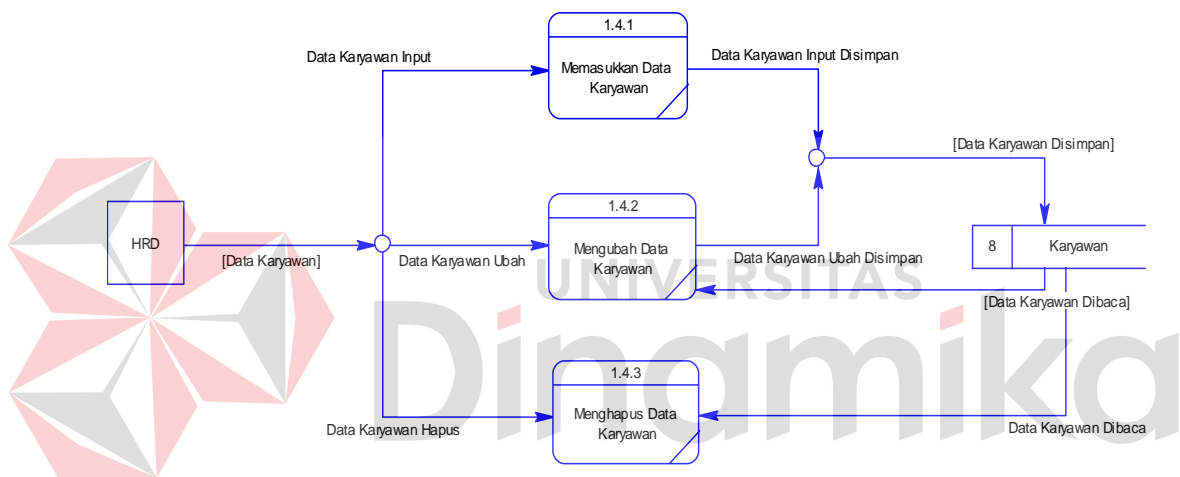 1.4.1
Data Karyawan Input
Memasukkan Data
Karyawan
Data Karyawan Input Disimpan
[Data Karyawan Disimpan]
HRD
[Data Karyawan]
Data Karyawan Ubah
1.4.2
Mengubah Data
Karyawan
Data Karyawan Ubah Disimpan
8
Karyawan
[Data Karyawan Dibaca]
UNIVERSITAS
Dinamika
1.4.3
Menghapus Data
Karyawan
Data Karyawan Hapus
Data Karyawan Dibaca